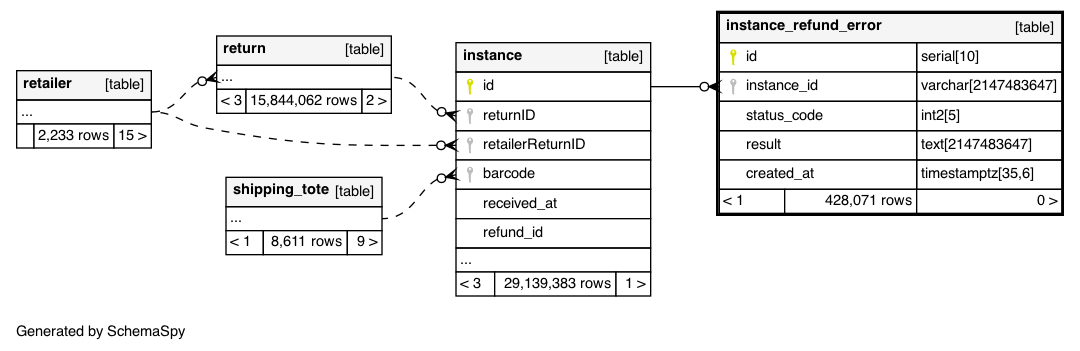 retailer [table]
...
2,233 rows 15 >
return [table]
...
< 3 15,844,062 rows 2 >
shipping_tote [table]
...
< 1 8,611 rows 9 >
instance [table]
id
returnID
retailerReturnID
barcode
received_at
refund_id
...
< 3 29,139,383 rows 1 >
instance_refund_error [table]
id serial[10]
instance_id varchar[2147483647]
status_code int2[5]
result text[2147483647]
created_at timestamptz[35,6]
< 1 428,071 rows 0 >
Generated by SchemaSpy